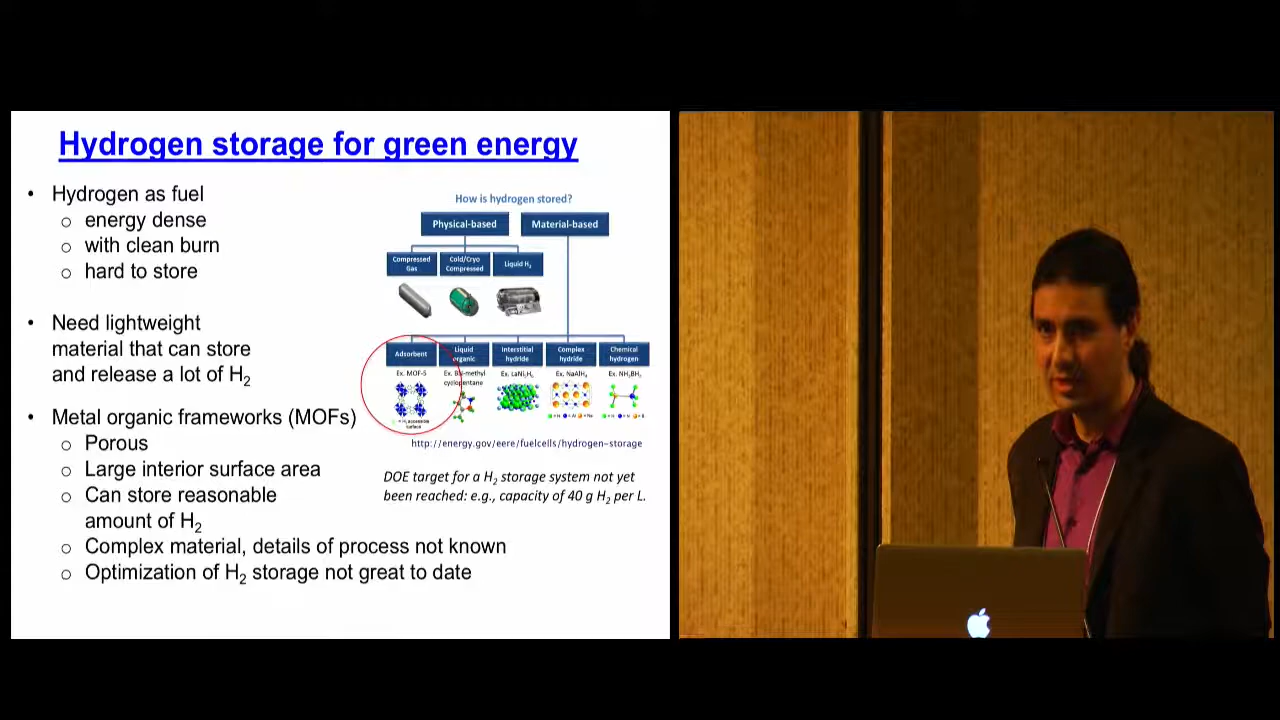 Hydrogen storage for green energy
• Hydrogen as fuel
o energy dense
o with clean burn
o hard to store
• Need lightweight
material that can store
and release a lot of H₂
• Metal organic frameworks (MOFs)
o Porous
o Large interior surface area
o Can store reasonable
amount of H₂
o Complex material, details of process not known
o Optimization of H₂ storage not great to date
How is hydrogen stored?
Physical-based
Material-based
Compressed
Gas
Cold/Cryo
Compressed
Liquid H₂
Adsorbent
Liquid
organic
Interstitial
hydride
Complex
hydride
Chemical
hydrogen
Ex. MOF-5
cyclopentane
Ex. NaAlH₄
Ex. NH₃BH₃
http://energy.gov/eere/fuelcells/hydrogen-storage
DOE target for a H₂ storage system not yet
been reached: e.g., capacity of 40 g H₂ per L.